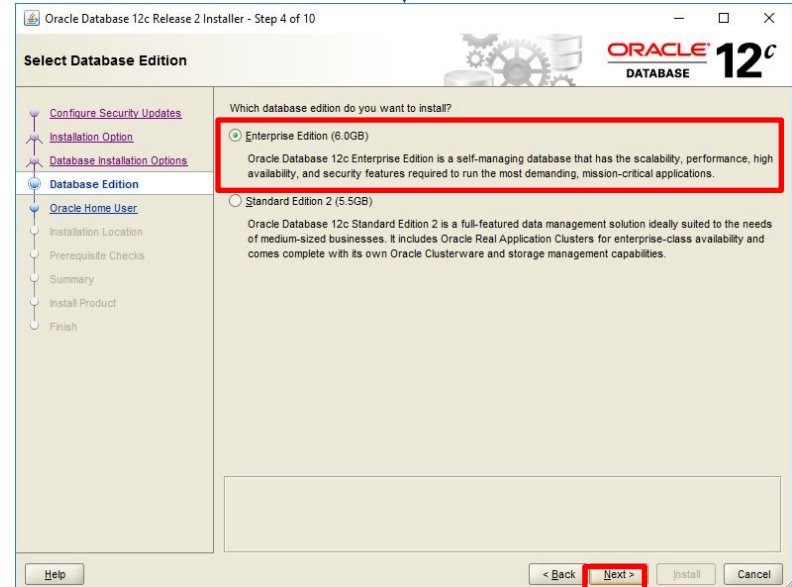 Oracle Database 12c Release 2 Installer - Step 4 of 10
Select Database Edition
ORACLE
DATABASE
12c
Configure Security Updates
Installation Option
Database Installation Options
Database Edition
Oracle Home User
Installation Location
Prerequisite Checks
Summary
Install Product
Finish
Which database edition do you want to install?
Enterprise Edition (6.0GB)
Oracle Database 12c Enterprise Edition is a self-managing database that has the scalability, performance, high
availability, and security features required to run the most demanding, mission-critical applications.
Standard Edition 2 (5.5GB)
Oracle Database 12c Standard Edition 2 is a full-featured data management solution ideally suited to the needs
of medium-sized businesses. It includes Oracle Real Application Clusters for enterprise-class availability and
comes complete with its own Oracle Clusterware and storage management capabilities.
Help
< Back
Next >
Install
Cancel